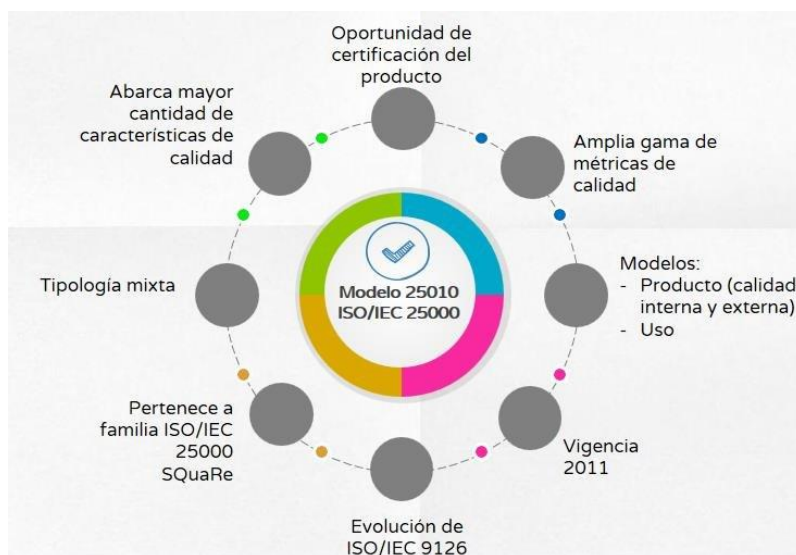 Oportunidad de
certificación del
producto
Abarca mayor
cantidad de
características de
calidad
Amplia gama de
métricas de
calidad
Tipología mixta
Modelo 25010
ISO/IEC 25000
Modelos:
- Producto (calidad
interna y externa)
- Uso
Pertenece a
familia ISO/IEC
25000
SQuaRe
Vigencia
2011
Evolución de
ISO/IEC 9126